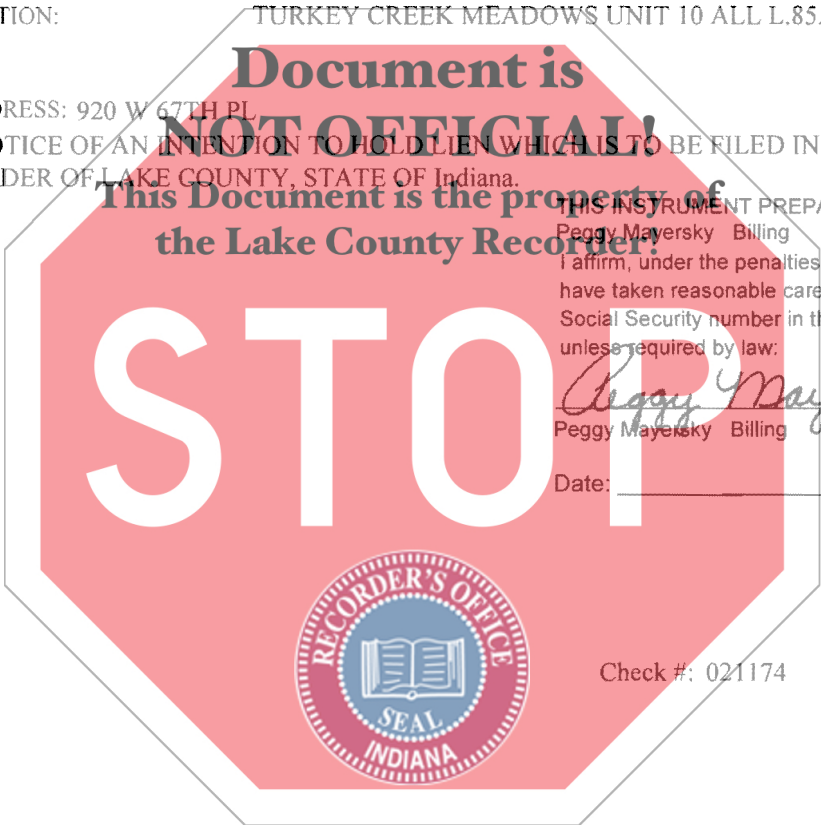 TION: TURKEY CREEK MEADOWS UNIT 10 ALL L.85
Document is
RESS: 920 W 67TH PL
NOT OFFICIAL!
TICE OF AN INTENTION TO HOLD LIEN WHICH IS TO BE FILED IN
DER OF LAKE COUNTY, STATE OF Indiana.
This Document is the property of
the Lake County Recorder!
THIS INSTRUMENT PREPA
Peggy Mayersky Billing
I affirm, under the penalties
have taken reasonable care
Social Security number in th
unless required by law:
STOP
Peggy May
Peggy Mayersky Billing
Date:
RECORDER'S OFFICE
SEAL
INDIANA
Check #: 021174